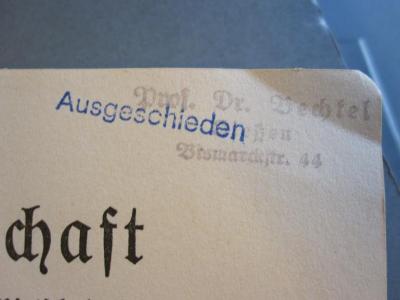 Prof. Dr. Bechtel
Ausgeschieden
Bismarckstr. 44
chaft